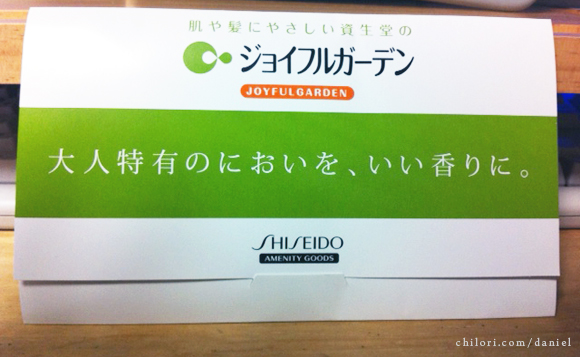 肌や髪にやさしい資生堂の
ジョイフルガーデン
JOYFULGARDEN
大人特有のにおいを、いい香りに。
SHISEIDO
AMENITY GOODS
chilori.com/daniel